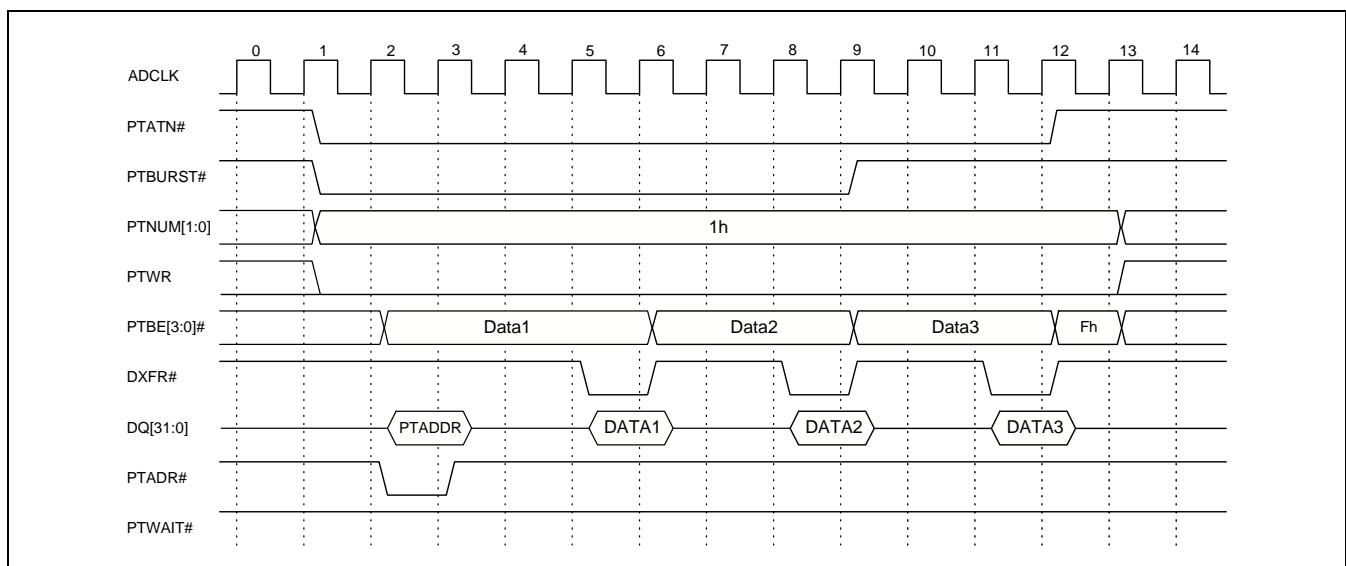 0 1 2 3 4 5 6 7 8 9 10 11 12 13 14
ADCLK
PTATN#
PTBURST#
PTNUM[1:0] 1h
PTWR
PTBE[3:0]# Data1 Data2 Data3 Fh
DXFR#
DQ[31:0] PTADDR DATA1 DATA2 DATA3
PTADR#
PTWAIT#